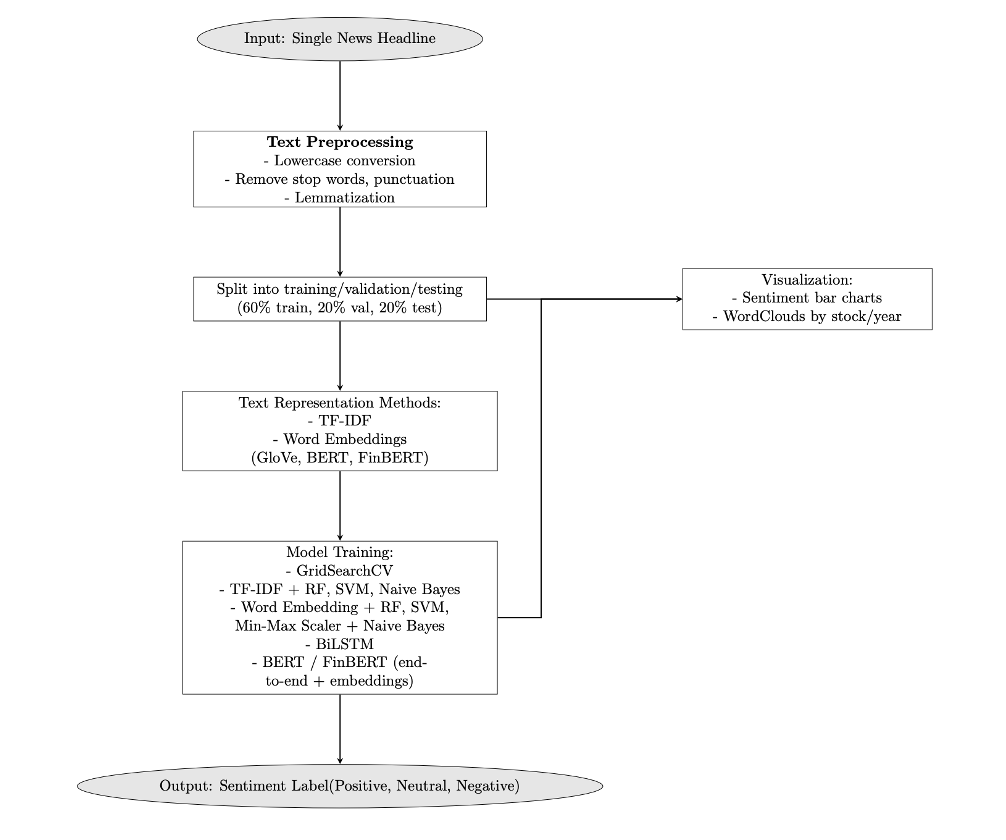 Input: Single News Headline
Text Preprocessing
- Lowercase conversion
- Remove stop words, punctuation
- Lemmatization
Split into training/validation/testing
(60% train, 20% val, 20% test)
Visualization:
- Sentiment bar charts
- WordClouds by stock/year
Text Representation Methods:
- TF-IDF
- Word Embeddings
(GloVe, BERT, FinBERT)
Model Training:
- GridSearchCV
- TF-IDF + RF, SVM, Naive Bayes
- Word Embedding + RF, SVM,
Min-Max Scaler + Naive Bayes
- BiLSTM
- BERT / FinBERT (end-
to-end + embeddings)
Output: Sentiment Label(Positive, Neutral, Negative)